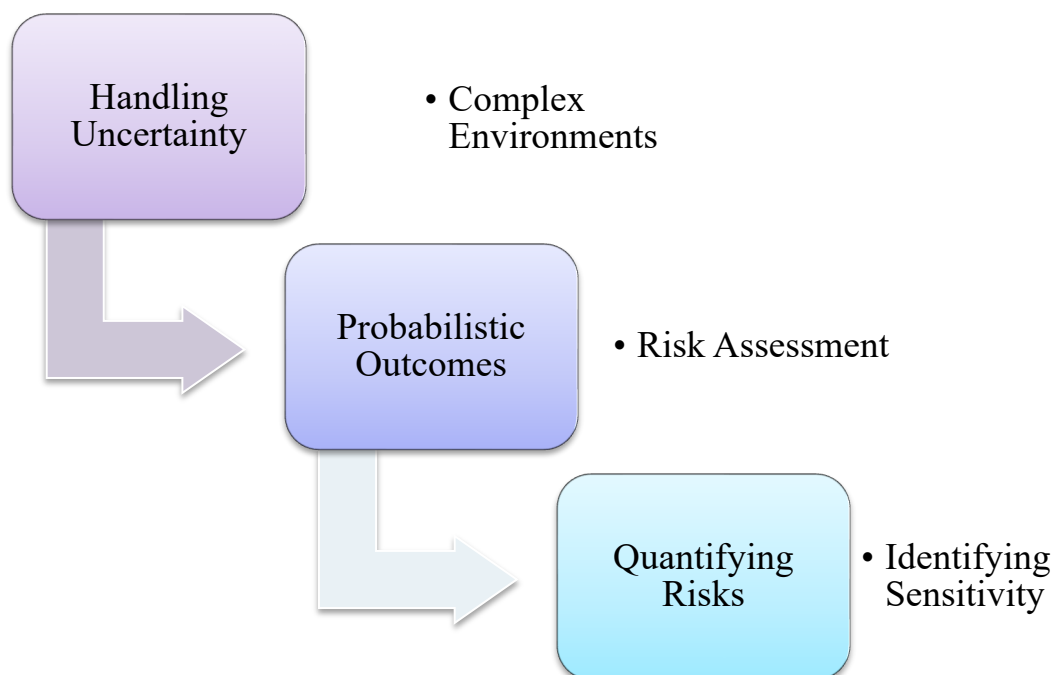 Handling
Uncertainty
• Complex
Environments
Probabilistic
Outcomes
• Risk Assessment
Quantifying
Risks
• Identifying
Sensitivity